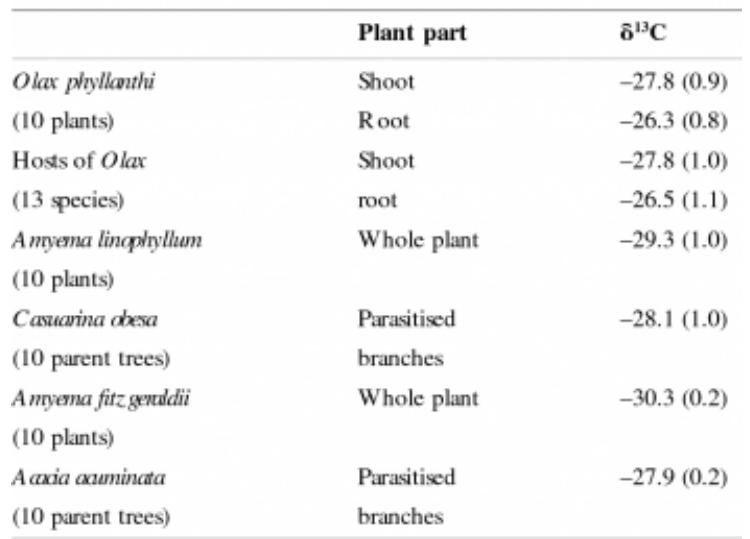 Plant part δ¹³C
Olax phyllanthi Shoot –27.8 (0.9)
(10 plants) Root –26.3 (0.8)
Hosts of Olax Shoot –27.8 (1.0)
(13 species) root –26.5 (1.1)
Amyema linophyllum Whole plant –29.3 (1.0)
(10 plants)
Casuarina obesa Parasitised –28.1 (1.0)
(10 parent trees) branches
Amyema fitzgeraldii Whole plant –30.3 (0.2)
(10 plants)
Acacia acuminata Parasitised –27.9 (0.2)
(10 parent trees) branches